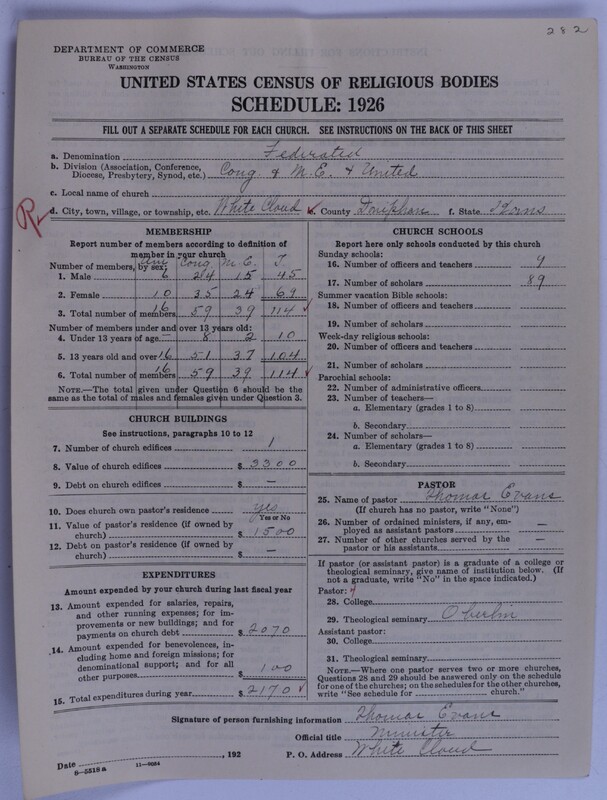 282
DEPARTMENT OF COMMERCE
BUREAU OF THE CENSUS
WASHINGTON
UNITED STATES CENSUS OF RELIGIOUS BODIES
SCHEDULE: 1926
FILL OUT A SEPARATE SCHEDULE FOR EACH CHURCH. SEE INSTRUCTIONS ON THE BACK OF THIS SHEET
a. Denomination Federated
b. Division (Association, Conference,
Diocese, Presbytery, Synod, etc.) Cong & M.E. & United
c. Local name of church
d. City, town, village, or township, etc. White Cloud e. County Doniphan f. State Kans
MEMBERSHIP
Report number of members according to definition of
member in your church
Number of members, by sex: Cong. M.E. T
1. Male 6 24 15 45
2. Female 10 35 24 69
3. Total number of members 16 59 39 114
Number of members under and over 13 years old:
4. Under 13 years of age — 8 2 10
5. 13 years old and over 16 51 37 104
6. Total number of members 16 59 39 114
NOTE.—The total given under Question 6 should be the
same as the total of males and females given under Question 3.
CHURCH BUILDINGS
See instructions, paragraphs 10 to 12
7. Number of church edifices 1
8. Value of church edifices $ 3300
9. Debt on church edifices $ —
10. Does church own pastor's residence yes
Yes or No
11. Value of pastor's residence (if owned by
church) $ 1500
12. Debt on pastor's residence (if owned by
church) $ —
EXPENDITURES
Amount expended by your church during last fiscal year
13. Amount expended for salaries, repairs,
and other running expenses; for im-
provements or new buildings; and for
payments on church debt $ 2070
14. Amount expended for benevolences, in-
cluding home and foreign missions; for
denominational support; and for all
other purposes $ 100
15. Total expenditures during year $ 2170
CHURCH SCHOOLS
Report here only schools conducted by this church
Sunday schools:
16. Number of officers and teachers 9
17. Number of scholars 89
Summer vacation Bible schools:
18. Number of officers and teachers
19. Number of scholars
Week-day religious schools:
20. Number of officers and teachers
21. Number of scholars
Parochial schools:
22. Number of administrative officers
23. Number of teachers—
a. Elementary (grades 1 to 8)
b. Secondary
24. Number of scholars—
a. Elementary (grades 1 to 8)
b. Secondary
PASTOR
25. Name of pastor Thomas Evans
(If church has no pastor, write "None")
26. Number of ordained ministers, if any, em-
ployed as assistant pastors —
27. Number of other churches served by the
pastor or his assistants —
If pastor (or assistant pastor) is a graduate of a college or
theological seminary, give name of institution below. (If
not a graduate, write "No" in the space indicated.)
Pastor:
28. College
29. Theological seminary Oberlin
Assistant pastor:
30. College
31. Theological seminary
NOTE.—Where one pastor serves two or more churches,
Questions 28 and 29 should be answered only on the schedule
for one of the churches; on the schedules for the other churches,
write "See schedule for church."
Signature of person furnishing information Thomas Evans
Official title Minister
Date , 192 P. O. Address White Cloud
8-5518a 11-9054